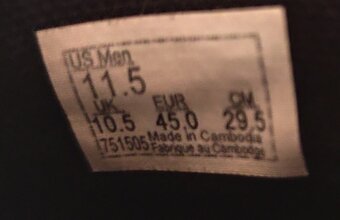 US Men
11.5
UK. EUR CM.
10.5 45.0 29.5
751505 Made in Cambodia
Fabriqué au Cambodge